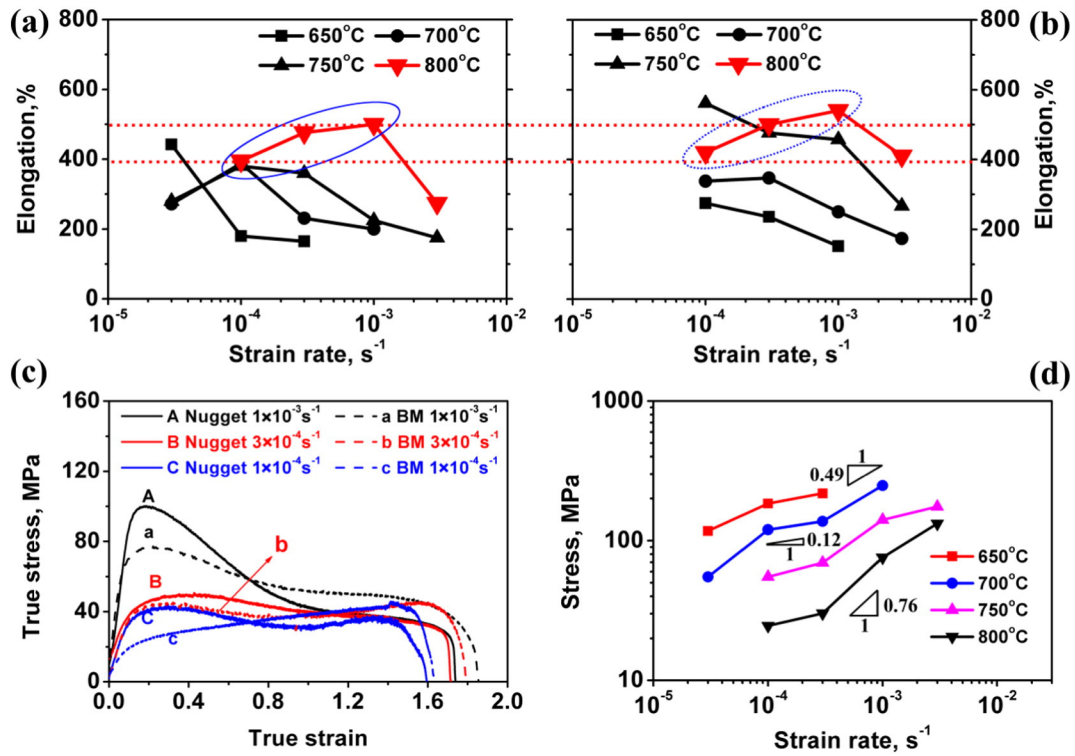 (a)
(b)
800
600
400
200
0
Elongation,%
650°C 700°C
750°C 800°C
10⁻⁵ 10⁻⁴ 10⁻³ 10⁻²
Strain rate, s⁻¹
650°C 700°C
750°C 800°C
800
600
400
200
0
Elongation,%
10⁻⁵ 10⁻⁴ 10⁻³ 10⁻²
Strain rate, s⁻¹
(c)
160
120
80
40
0
True stress, MPa
A Nugget 1×10⁻³s⁻¹ a BM 1×10⁻³s⁻¹
B Nugget 3×10⁻⁴s⁻¹ b BM 3×10⁻⁴s⁻¹
C Nugget 1×10⁻⁴s⁻¹ c BM 1×10⁻⁴s⁻¹
A
a
b
B
C
c
0.0 0.4 0.8 1.2 1.6 2.0
True strain
(d)
1000
100
10
Stress, MPa
1
0.49
0.12
1
0.76
1
650°C
700°C
750°C
800°C
10⁻⁵ 10⁻⁴ 10⁻³ 10⁻²
Strain rate, s⁻¹